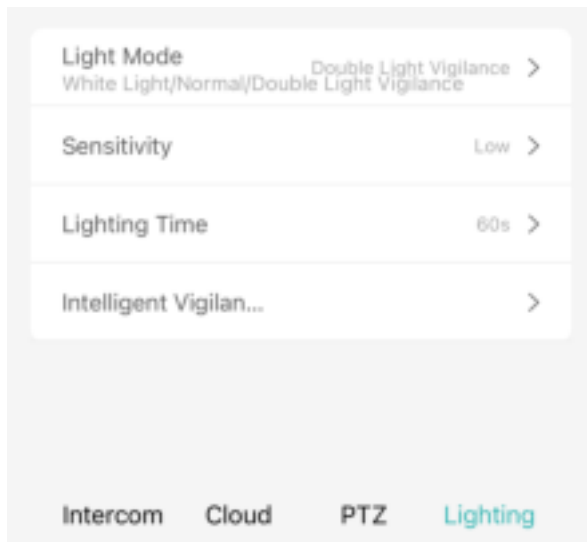 Light Mode
Double Light Vigilance
White Light/Normal/Double Light Vigilance
Sensitivity Low
Lighting Time 60s
Intelligent Vigilan...
Intercom Cloud PTZ Lighting